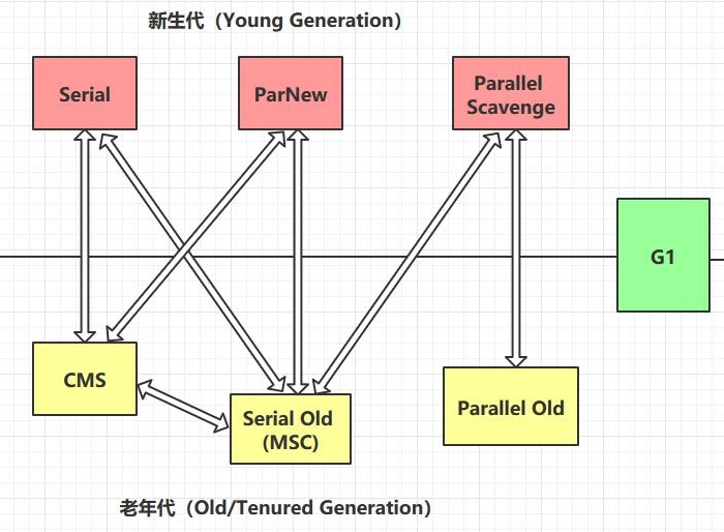 新生代（Young Generation）
Serial
ParNew
Parallel
Scavenge
G1
CMS
Serial Old
(MSC)
Parallel Old
老年代（Old/Tenured Generation）